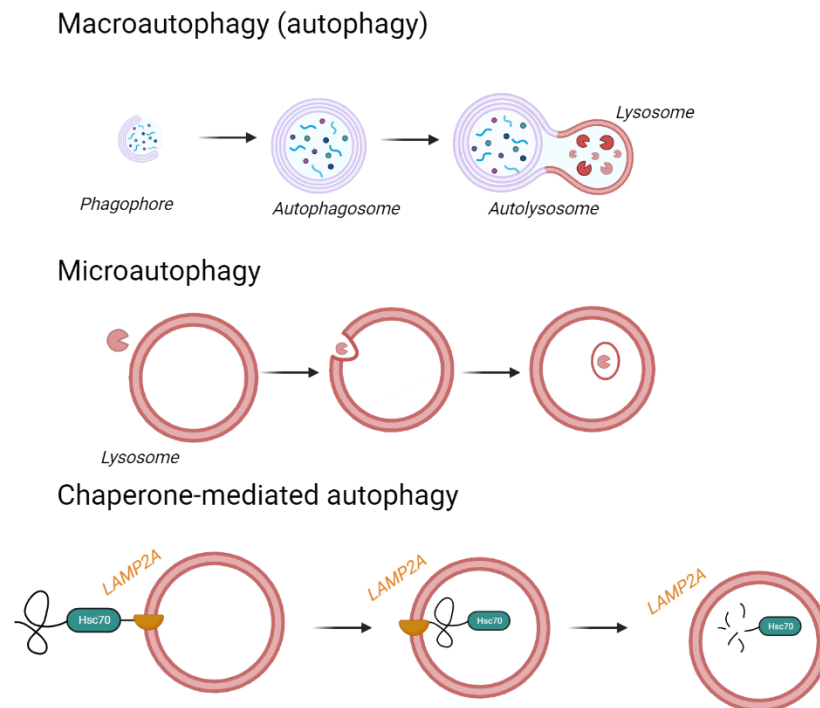 Macroautophagy (autophagy)
Lysosome
Phagophore
Autophagosome
Autolysosome
Microautophagy
Lysosome
Chaperone-mediated autophagy
LAMP2A
LAMP2A
LAMP2A
Hsc70
Hsc70
Hsc70